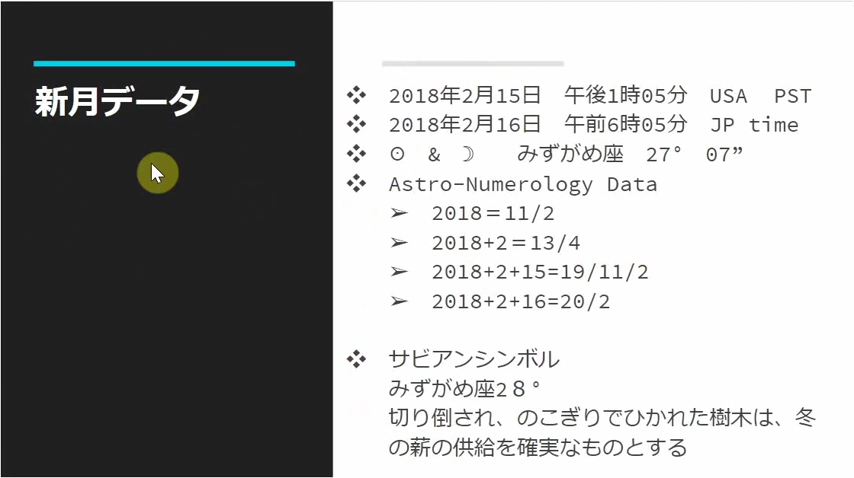 新月データ
❖ 2018年2月15日　午後1時05分　USA　PST
❖ 2018年2月16日　午前6時05分　JP time
❖ ⊙ & ☽　みずがめ座　27°　07”
❖ Astro-Numerology Data
➢ 2018＝11/2
➢ 2018+2＝13/4
➢ 2018+2+15=19/11/2
➢ 2018+2+16=20/2
❖ サビアンシンボル
みずがめ座2８°
切り倒され、のこぎりでひかれた樹木は、冬
の薪の供給を確実なものとする